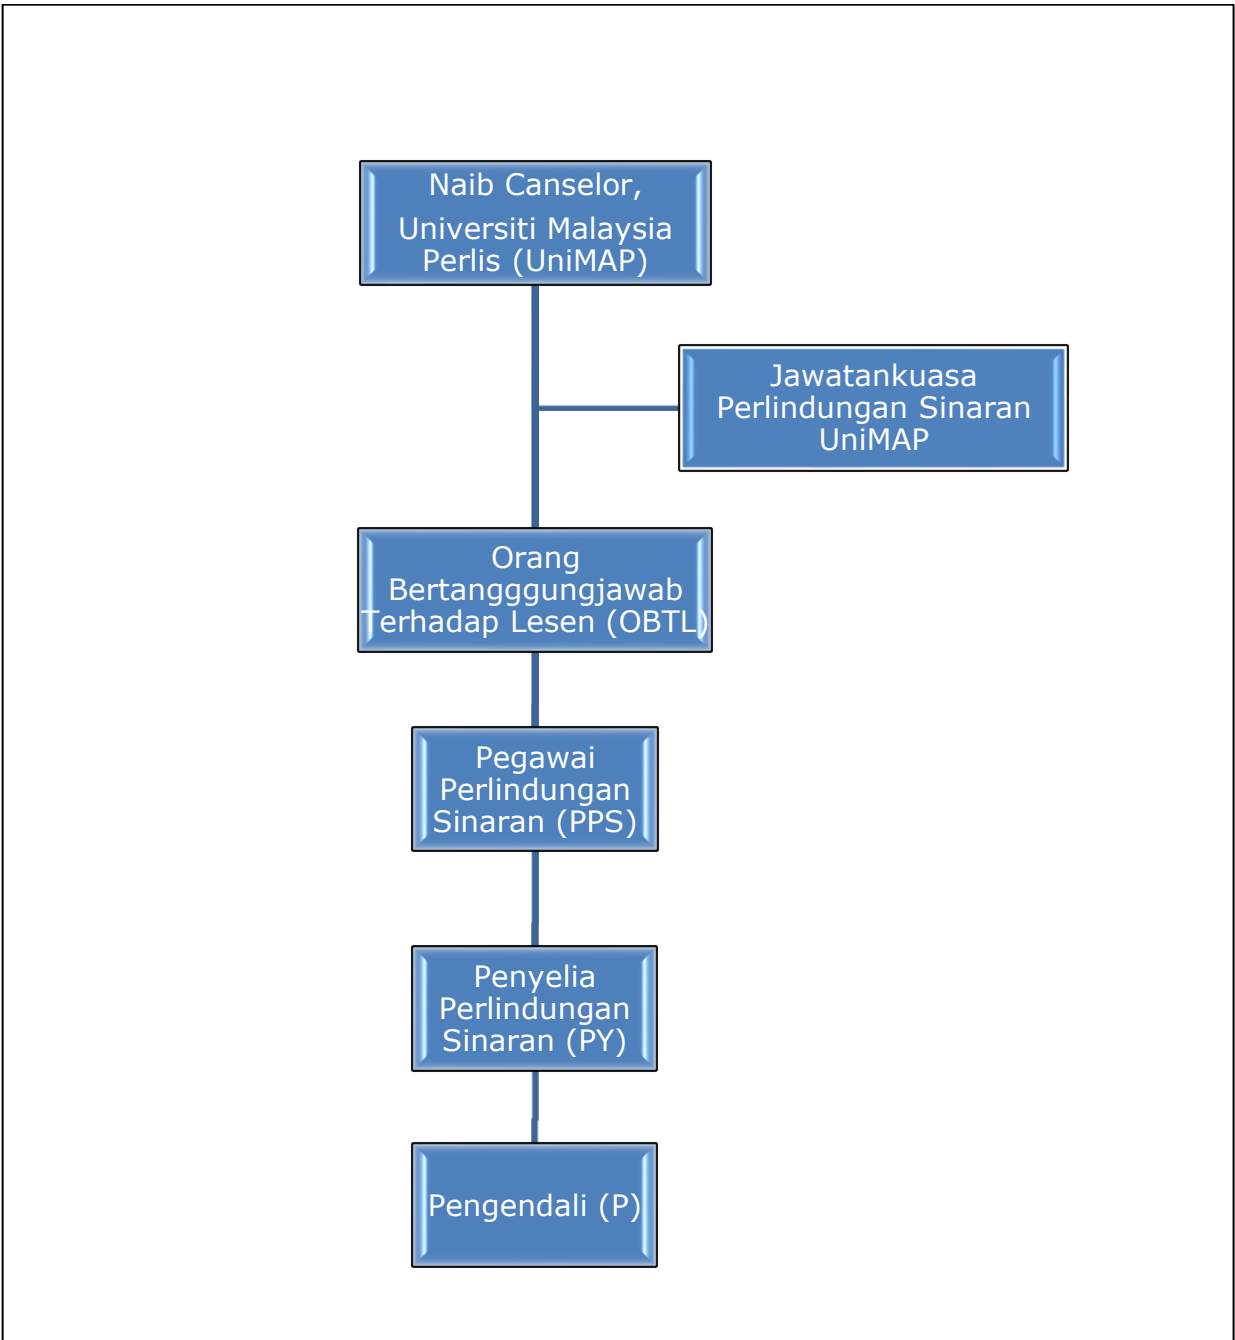 Naib Canselor,
Universiti Malaysia
Perlis (UniMAP)
Jawatankuasa
Perlindungan Sinaran
UniMAP
Orang
Bertangggungjawab
Terhadap Lesen (OBTL)
Pegawai
Perlindungan
Sinaran (PPS)
Penyelia
Perlindungan
Sinaran (PY)
Pengendali (P)